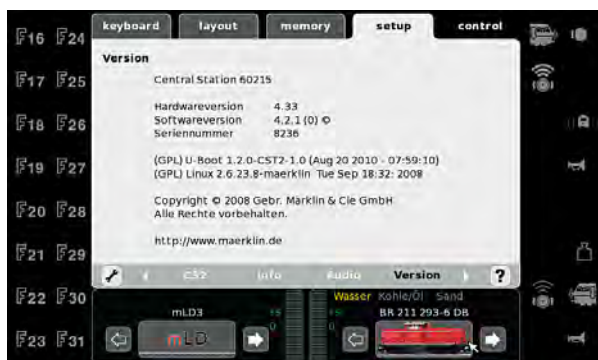 keyboard layout memory setup control
F16 F24
F17 F25
F18 F26
F19 F27
F20 F28
F21 F29
F22 F30
F23 F31
Version
Central Station 60215
Hardwareversion 4.33
Softwareversion 4.2.1 (0) ©
Seriennummer 8236
(GPL) U-Boot 1.2.0-CST2-1.0 (Aug 20 2010 - 07:59:10)
(GPL) Linux 2.6.23.8-maerklin Tue Sep 18:32: 2008
Copyright © 2008 Gebr. Märklin & Cie GmbH
Alle Rechte vorbehalten.
http://www.maerklin.de
CS2 Info Audio Version ?
Wasser Kohle/Öl Sand
mLD3 BR 211 293-6 DB
mLD